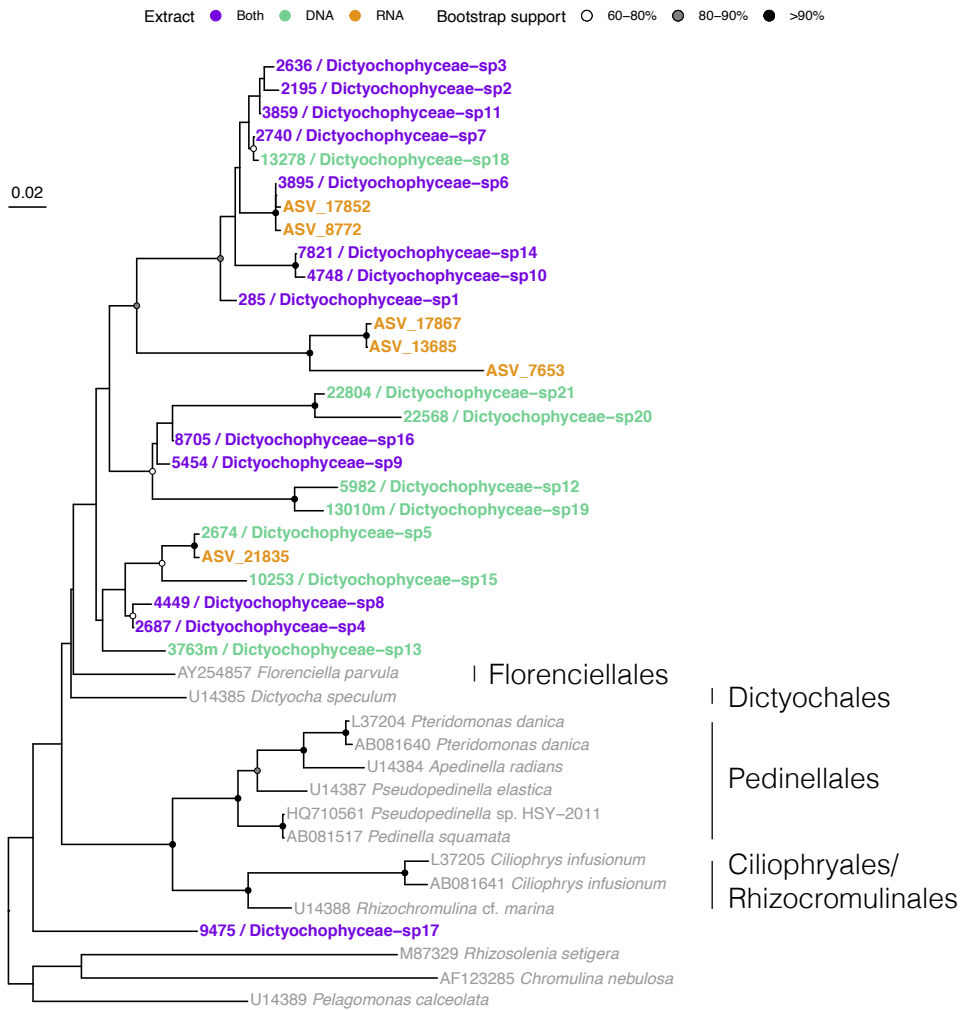 Extract Both DNA RNA Bootstrap support 60−80% 80−90% >90%
2636 / Dictyochophyceae−sp3
2195 / Dictyochophyceae−sp2
3859 / Dictyochophyceae−sp11
2740 / Dictyochophyceae−sp7
13278 / Dictyochophyceae−sp18
3895 / Dictyochophyceae−sp6
0.02
ASV_17852
ASV_8772
7821 / Dictyochophyceae−sp14
4748 / Dictyochophyceae−sp10
285 / Dictyochophyceae−sp1
ASV_17867
ASV_13685
ASV_7653
22804 / Dictyochophyceae−sp21
22568 / Dictyochophyceae−sp20
8705 / Dictyochophyceae−sp16
5454 / Dictyochophyceae−sp9
5982 / Dictyochophyceae−sp12
13010m / Dictyochophyceae−sp19
2674 / Dictyochophyceae−sp5
ASV_21835
10253 / Dictyochophyceae−sp15
4449 / Dictyochophyceae−sp8
2687 / Dictyochophyceae−sp4
3763m / Dictyochophyceae−sp13
AY254857 Florenciella parvula
Florenciellales
U14385 Dictyocha speculum
Dictyochales
L37204 Pteridomonas danica
AB081640 Pteridomonas danica
U14384 Apedinella radians
Pedinellales
U14387 Pseudopedinella elastica
HQ710561 Pseudopedinella sp. HSY−2011
AB081517 Pedinella squamata
L37205 Ciliophrys infusionum
AB081641 Ciliophrys infusionum
Ciliophryales/
Rhizocromulinales
U14388 Rhizochromulina cf. marina
9475 / Dictyochophyceae−sp17
M87329 Rhizosolenia setigera
AF123285 Chromulina nebulosa
U14389 Pelagomonas calceolata